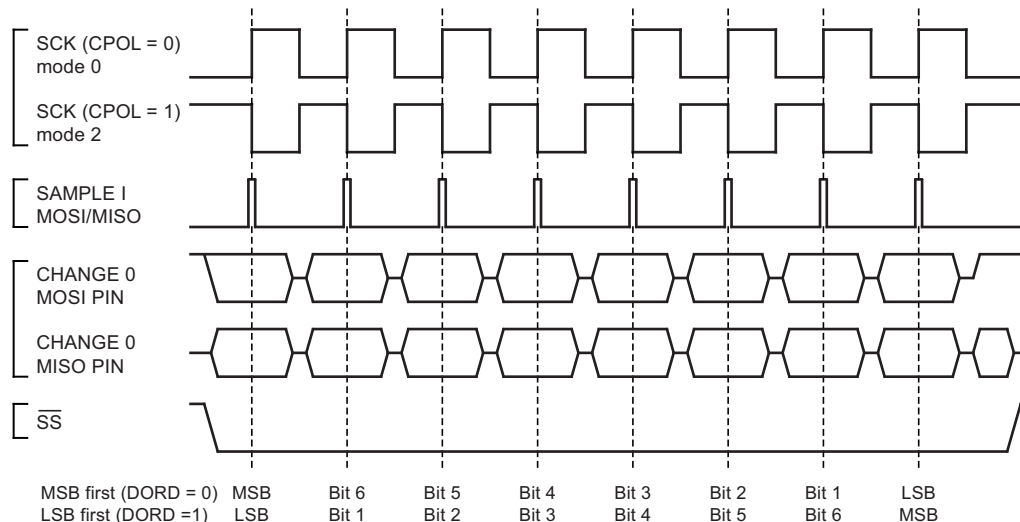 SCK (CPOL = 0)
mode 0
SCK (CPOL = 1)
mode 2
SAMPLE I
MOSI/MISO
CHANGE 0
MOSI PIN
CHANGE 0
MISO PIN
SS
MSB first (DORD = 0) MSB Bit 6 Bit 5 Bit 4 Bit 3 Bit 2 Bit 1 LSB
LSB first (DORD =1) LSB Bit 1 Bit 2 Bit 3 Bit 4 Bit 5 Bit 6 MSB